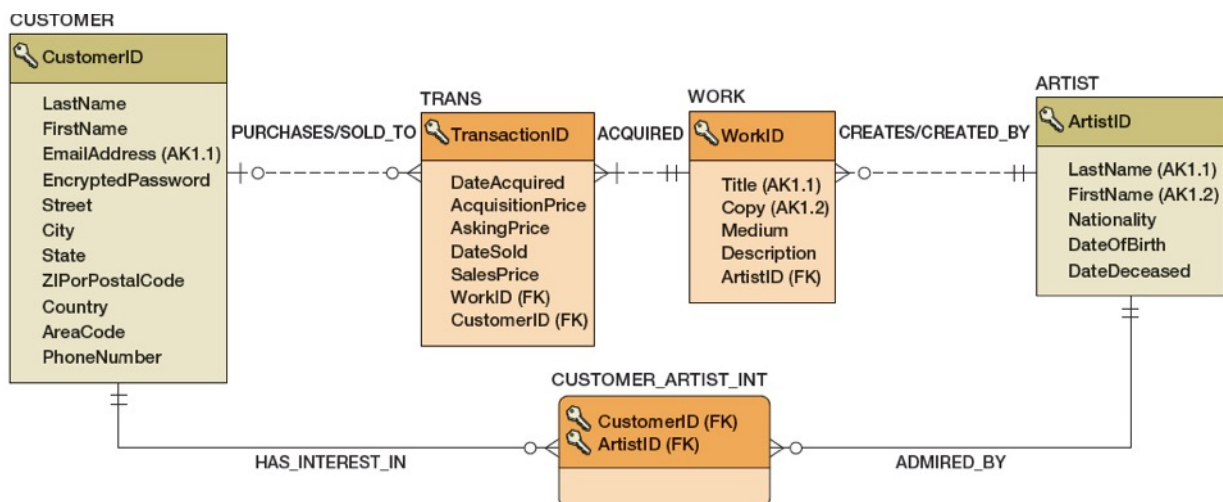 CUSTOMER
CustomerID
LastName
FirstName
EmailAddress (AK1.1)
EncryptedPassword
Street
City
State
ZIPorPostalCode
Country
AreaCode
PhoneNumber
PURCHASES/SOLD_TO
TRANS
TransactionID
DateAcquired
AcquisitionPrice
AskingPrice
DateSold
SalesPrice
WorkID (FK)
CustomerID (FK)
ACQUIRED
WORK
WorkID
Title (AK1.1)
Copy (AK1.2)
Medium
Description
ArtistID (FK)
CREATES/CREATED_BY
ARTIST
ArtistID
LastName (AK1.1)
FirstName (AK1.2)
Nationality
DateOfBirth
DateDeceased
HAS_INTEREST_IN
CUSTOMER_ARTIST_INT
CustomerID (FK)
ArtistID (FK)
ADMIRED_BY